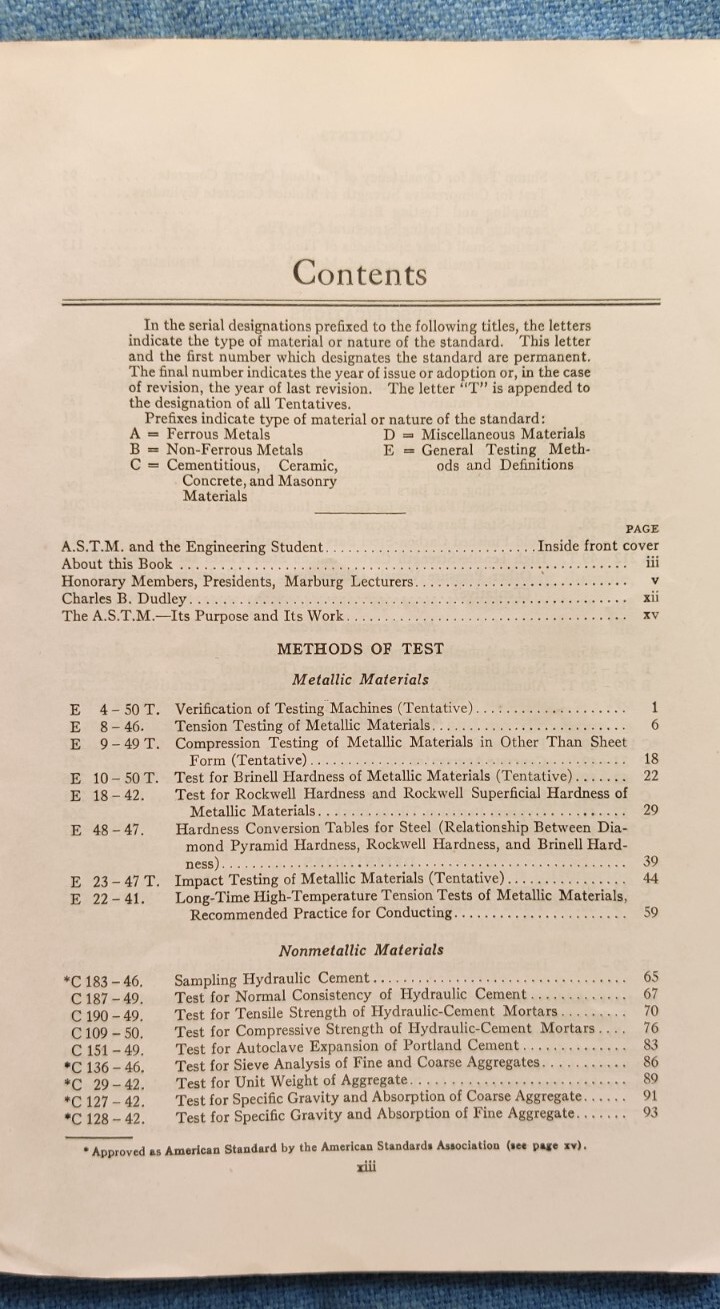 Contents
In the serial designations prefixed to the following titles, the letters
indicate the type of material or nature of the standard. This letter
and the first number which designates the standard are permanent.
The final number indicates the year of issue or adoption or, in the case
of revision, the year of last revision. The letter "T" is appended to
the designation of all Tentatives.
Prefixes indicate type of material or nature of the standard:
A = Ferrous Metals
B = Non-Ferrous Metals
C = Cementitious, Ceramic,
Concrete, and Masonry
Materials
D = Miscellaneous Materials
E = General Testing Meth-
ods and Definitions
PAGE
A.S.T.M. and the Engineering Student............................Inside front cover
About this Book ............................................................ iii
Honorary Members, Presidents, Marburg Lecturers............................ v
Charles B. Dudley.......................................................... xii
The A.S.T.M.—Its Purpose and Its Work..................................... xv
METHODS OF TEST
Metallic Materials
E 4 – 50 T. Verification of Testing Machines (Tentative).................... 1
E 8 – 46. Tension Testing of Metallic Materials.......................... 6
E 9 – 49 T. Compression Testing of Metallic Materials in Other Than Sheet
Form (Tentative).......................................... 18
E 10 – 50 T. Test for Brinell Hardness of Metallic Materials (Tentative)....... 22
E 18 – 42. Test for Rockwell Hardness and Rockwell Superficial Hardness of
Metallic Materials......................................... 29
E 48 – 47. Hardness Conversion Tables for Steel (Relationship Between Dia-
mond Pyramid Hardness, Rockwell Hardness, and Brinell Hard-
ness)...................................................... 39
E 23 – 47 T. Impact Testing of Metallic Materials (Tentative)................ 44
E 22 – 41. Long-Time High-Temperature Tension Tests of Metallic Materials,
Recommended Practice for Conducting....................... 59
Nonmetallic Materials
*C 183 – 46. Sampling Hydraulic Cement.................................. 65
C 187 – 49. Test for Normal Consistency of Hydraulic Cement............. 67
C 190 – 49. Test for Tensile Strength of Hydraulic-Cement Mortars......... 70
C 109 – 50. Test for Compressive Strength of Hydraulic-Cement Mortars.... 76
C 151 – 49. Test for Autoclave Expansion of Portland Cement.............. 83
*C 136 – 46. Test for Sieve Analysis of Fine and Coarse Aggregates........... 86
*C 29 – 42. Test for Unit Weight of Aggregate............................. 89
*C 127 – 42. Test for Specific Gravity and Absorption of Coarse Aggregate...... 91
*C 128 – 42. Test for Specific Gravity and Absorption of Fine Aggregate....... 93
* Approved as American Standard by the American Standards Association (see page xv).
xiii